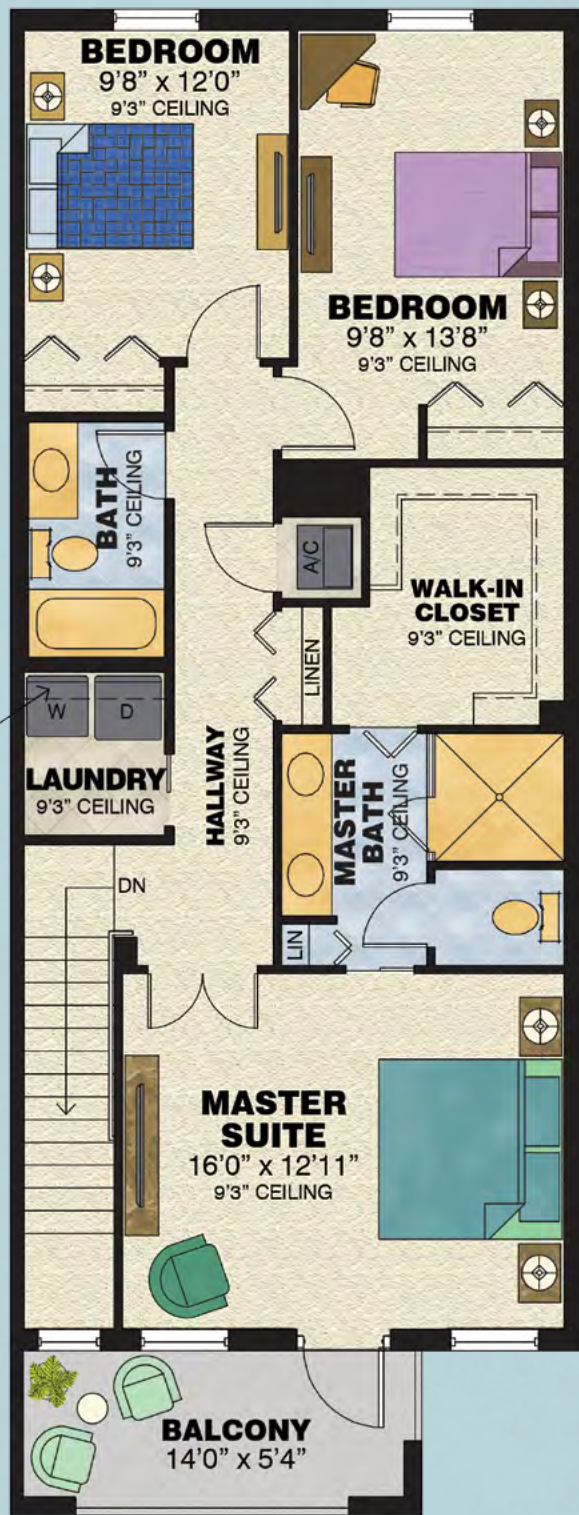 BEDROOM
9'8" x 12'0"
9'3" CEILING
BEDROOM
9'8" x 13'8"
9'3" CEILING
BATH
9'3" CEILING
A/C
WALK-IN
CLOSET
9'3" CEILING
LINEN
W
D
LAUNDRY
9'3" CEILING
HALLWAY
9'3" CEILING
MASTER
BATH
9'3" CEILING
DN
LIN
MASTER
SUITE
16'0" x 12'11"
9'3" CEILING
BALCONY
14'0" x 5'4"